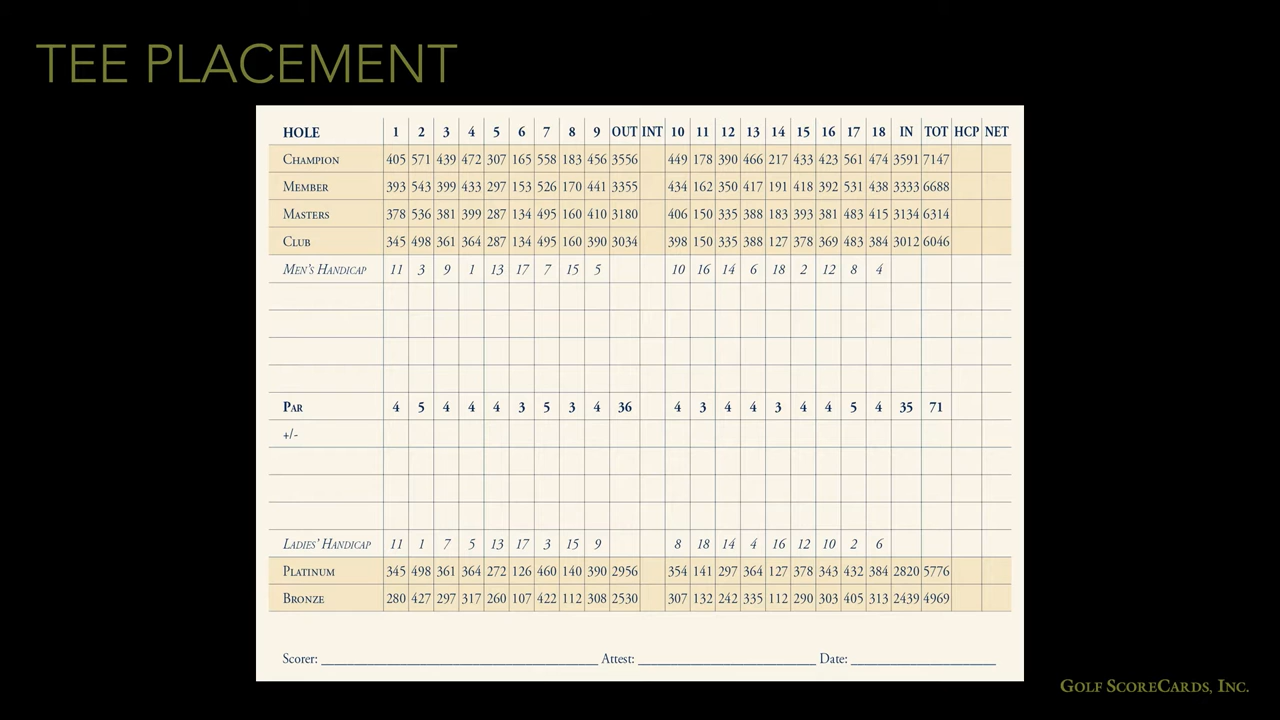 TEE PLACEMENT
HOLE 1 2 3 4 5 6 7 8 9 OUT INT 10 11 12 13 14 15 16 17 18 IN TOT HCP NET
CHAMPION 405 571 439 472 307 165 558 183 456 3556 449 178 390 466 217 433 423 561 474 3591 7147
MEMBER 393 543 399 433 297 153 526 170 441 3355 434 162 350 417 191 418 392 531 438 3333 6688
MASTERS 378 536 381 399 287 134 495 160 410 3180 406 150 335 388 183 393 381 483 415 3134 6314
CLUB 345 498 361 364 287 134 495 160 390 3034 398 150 335 388 127 378 369 483 384 3012 6046
MEN'S HANDICAP 11 3 9 1 13 17 7 15 5 10 16 14 6 18 2 12 8 4
PAR 4 5 4 4 4 3 5 3 4 36 4 3 4 4 3 4 4 5 4 35 71
+/-
LADIES' HANDICAP 11 1 7 5 13 17 3 15 9 8 18 14 4 16 12 10 2 6
PLATINUM 345 498 361 364 272 126 460 140 390 2956 354 141 297 364 127 378 343 432 384 2820 5776
BRONZE 280 427 297 317 260 107 422 112 308 2530 307 132 242 335 112 290 303 405 313 2439 4969
Scorer: Attest: Date:
GOLF SCORECARDS, INC.